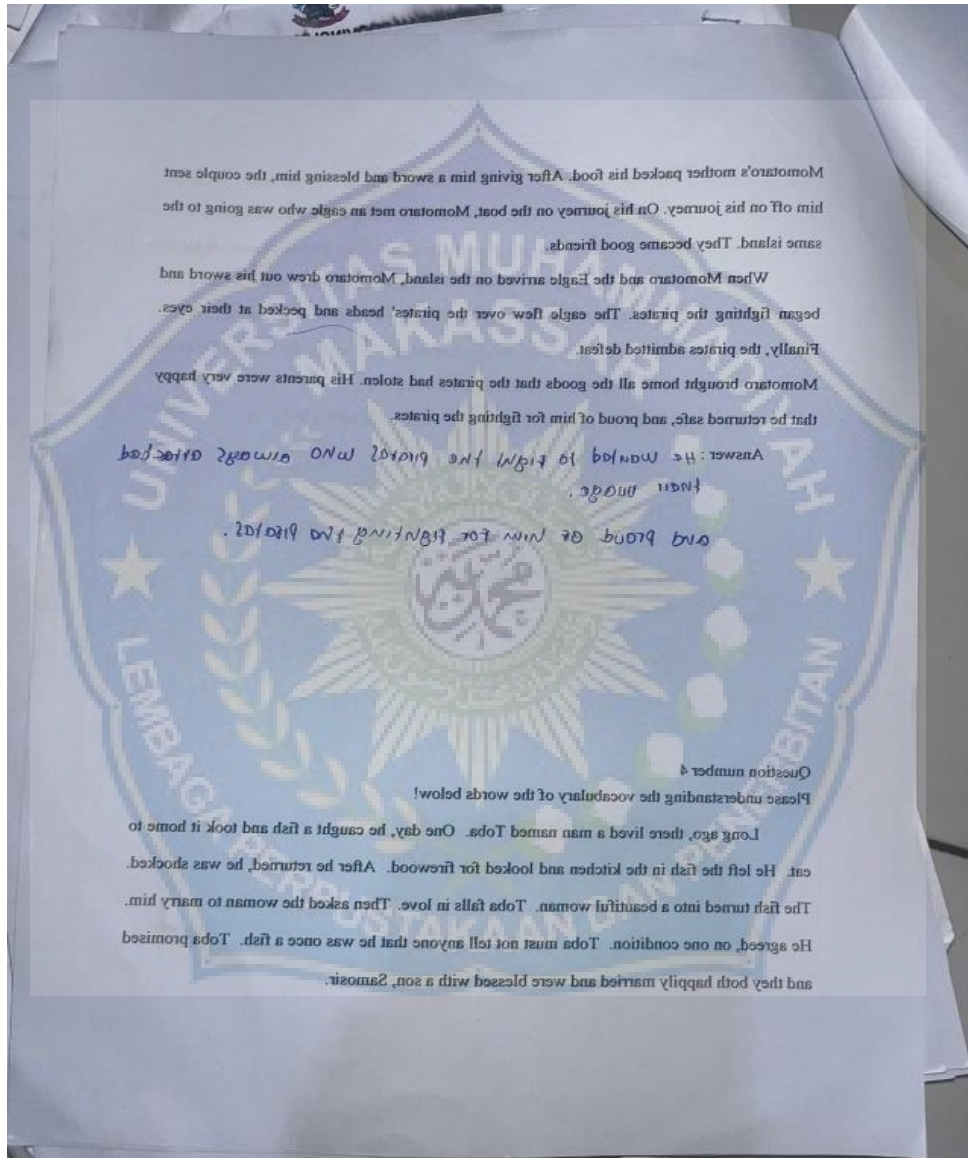 Momotaro's mother packed his food. After giving him a sword and blessing him, the couple sent
him off on his journey. On his journey on the boat, Momotaro met an eagle who was going to the
same island. They became good friends.
When Momotaro and the Eagle arrived on the island, Momotaro drew out his sword and
began fighting the pirates. The eagle flew over the pirates' heads and pecked at their eyes.
Finally, the pirates admitted defeat.
Momotaro brought home all the goods that the pirates had stolen. His parents were very happy
that he returned safe, and proud of him for fighting the pirates.
Answer: He wanted to fight the pirates who always attacked
their village.
and proud of him for fighting the pirates.
UNIVERSITAS MUHAMMADIYAH
MAKASSAR
LEMBAGA PERPUSTAKAAN DAN PENERBITAN
Question number 4
Please understanding the vocabulary of the words below!
Long ago, there lived a man named Toba. One day, he caught a fish and took it home to
eat. He left the fish in the kitchen and looked for firewood. After he returned, he was shocked.
The fish turned into a beautiful woman. Toba falls in love. Then asked the woman to marry him.
He agreed, on one condition. Toba must not tell anyone that he was once a fish. Toba promised
and they both happily married and were blessed with a son, Samosir.